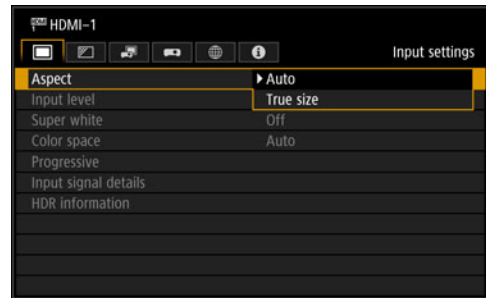 HDMI-1
Input settings
Aspect Auto
Input level True size
Super white Off
Color space Auto
Progressive
Input signal details
HDR information